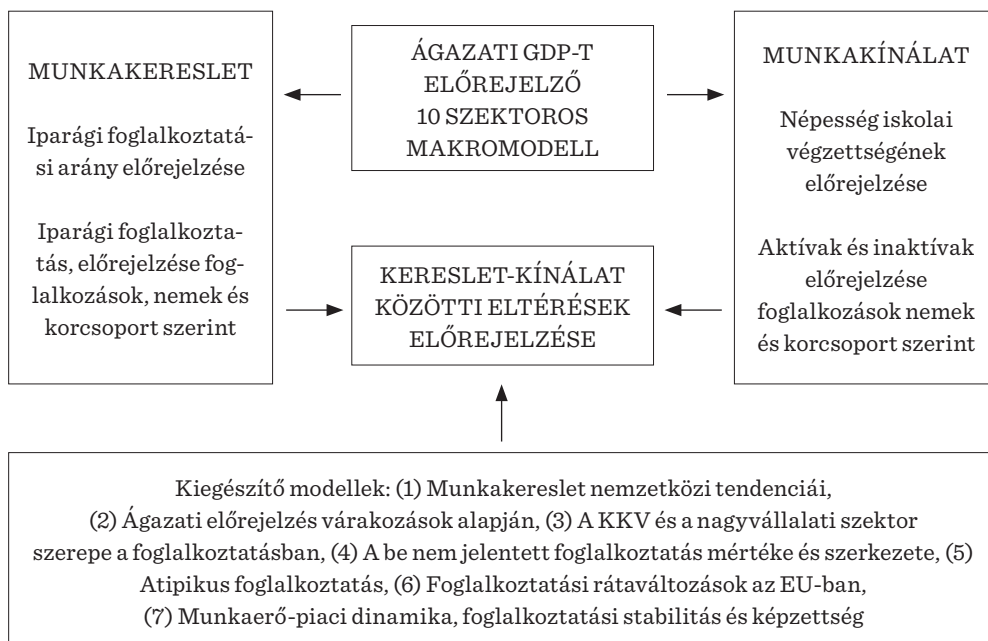 MUNKAKERESLET
Iparági foglalkoztatá-
si arány előrejelzése
Iparági foglalkozta-
tás, előrejelzése fog-
lalkozások, nemek és
korcsoport szerint
ÁGAZATI GDP-T
ELŐREJELZŐ
10 SZEKTOROS
MAKROMODELL
KERESLET-KÍNÁLAT
KÖZÖTTI ELTÉRÉSEK
ELŐREJELZÉSE
MUNKAKÍNÁLAT
Népesség iskolai
végzettségének
előrejelzése
Aktívak és inaktívak
előrejelzése
foglalkozások nemek
és korcsoport szerint
Kiegészítő modellek: (1) Munkakereslet nemzetközi tendenciái,
(2) Ágazati előrejelzés várakozások alapján, (3) A KKV és a nagyvállalati szektor
szerepe a foglalkoztatásban, (4) A be nem jelentett foglalkoztatás mértéke és szerkezete, (5)
Atipikus foglalkoztatás, (6) Foglalkoztatási rátaváltozások az EU-ban,
(7) Munkaerő-piaci dinamika, foglalkoztatási stabilitás és képzettség